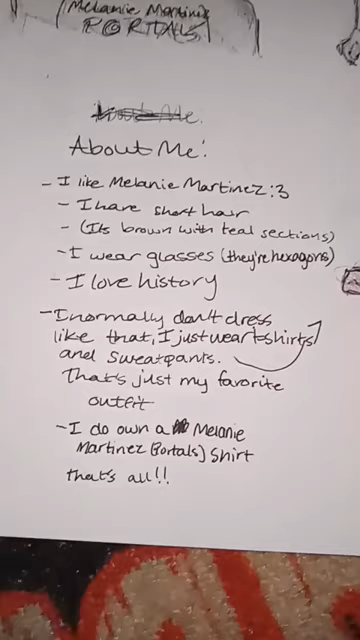 Melanie Martinez
PORTALS
About Me.
About Me:
- I like Melanie Martinez :3
- I have short hair
- (Its brown with teal sections)
- I wear glasses (they're hexagons)
- I love history
- I normally don't dress
like that, I just wear t-shirts
and sweatpants.
That's just my favorite
outfit
- I do own a Melanie
Martinez (Portals) shirt
that's all!!